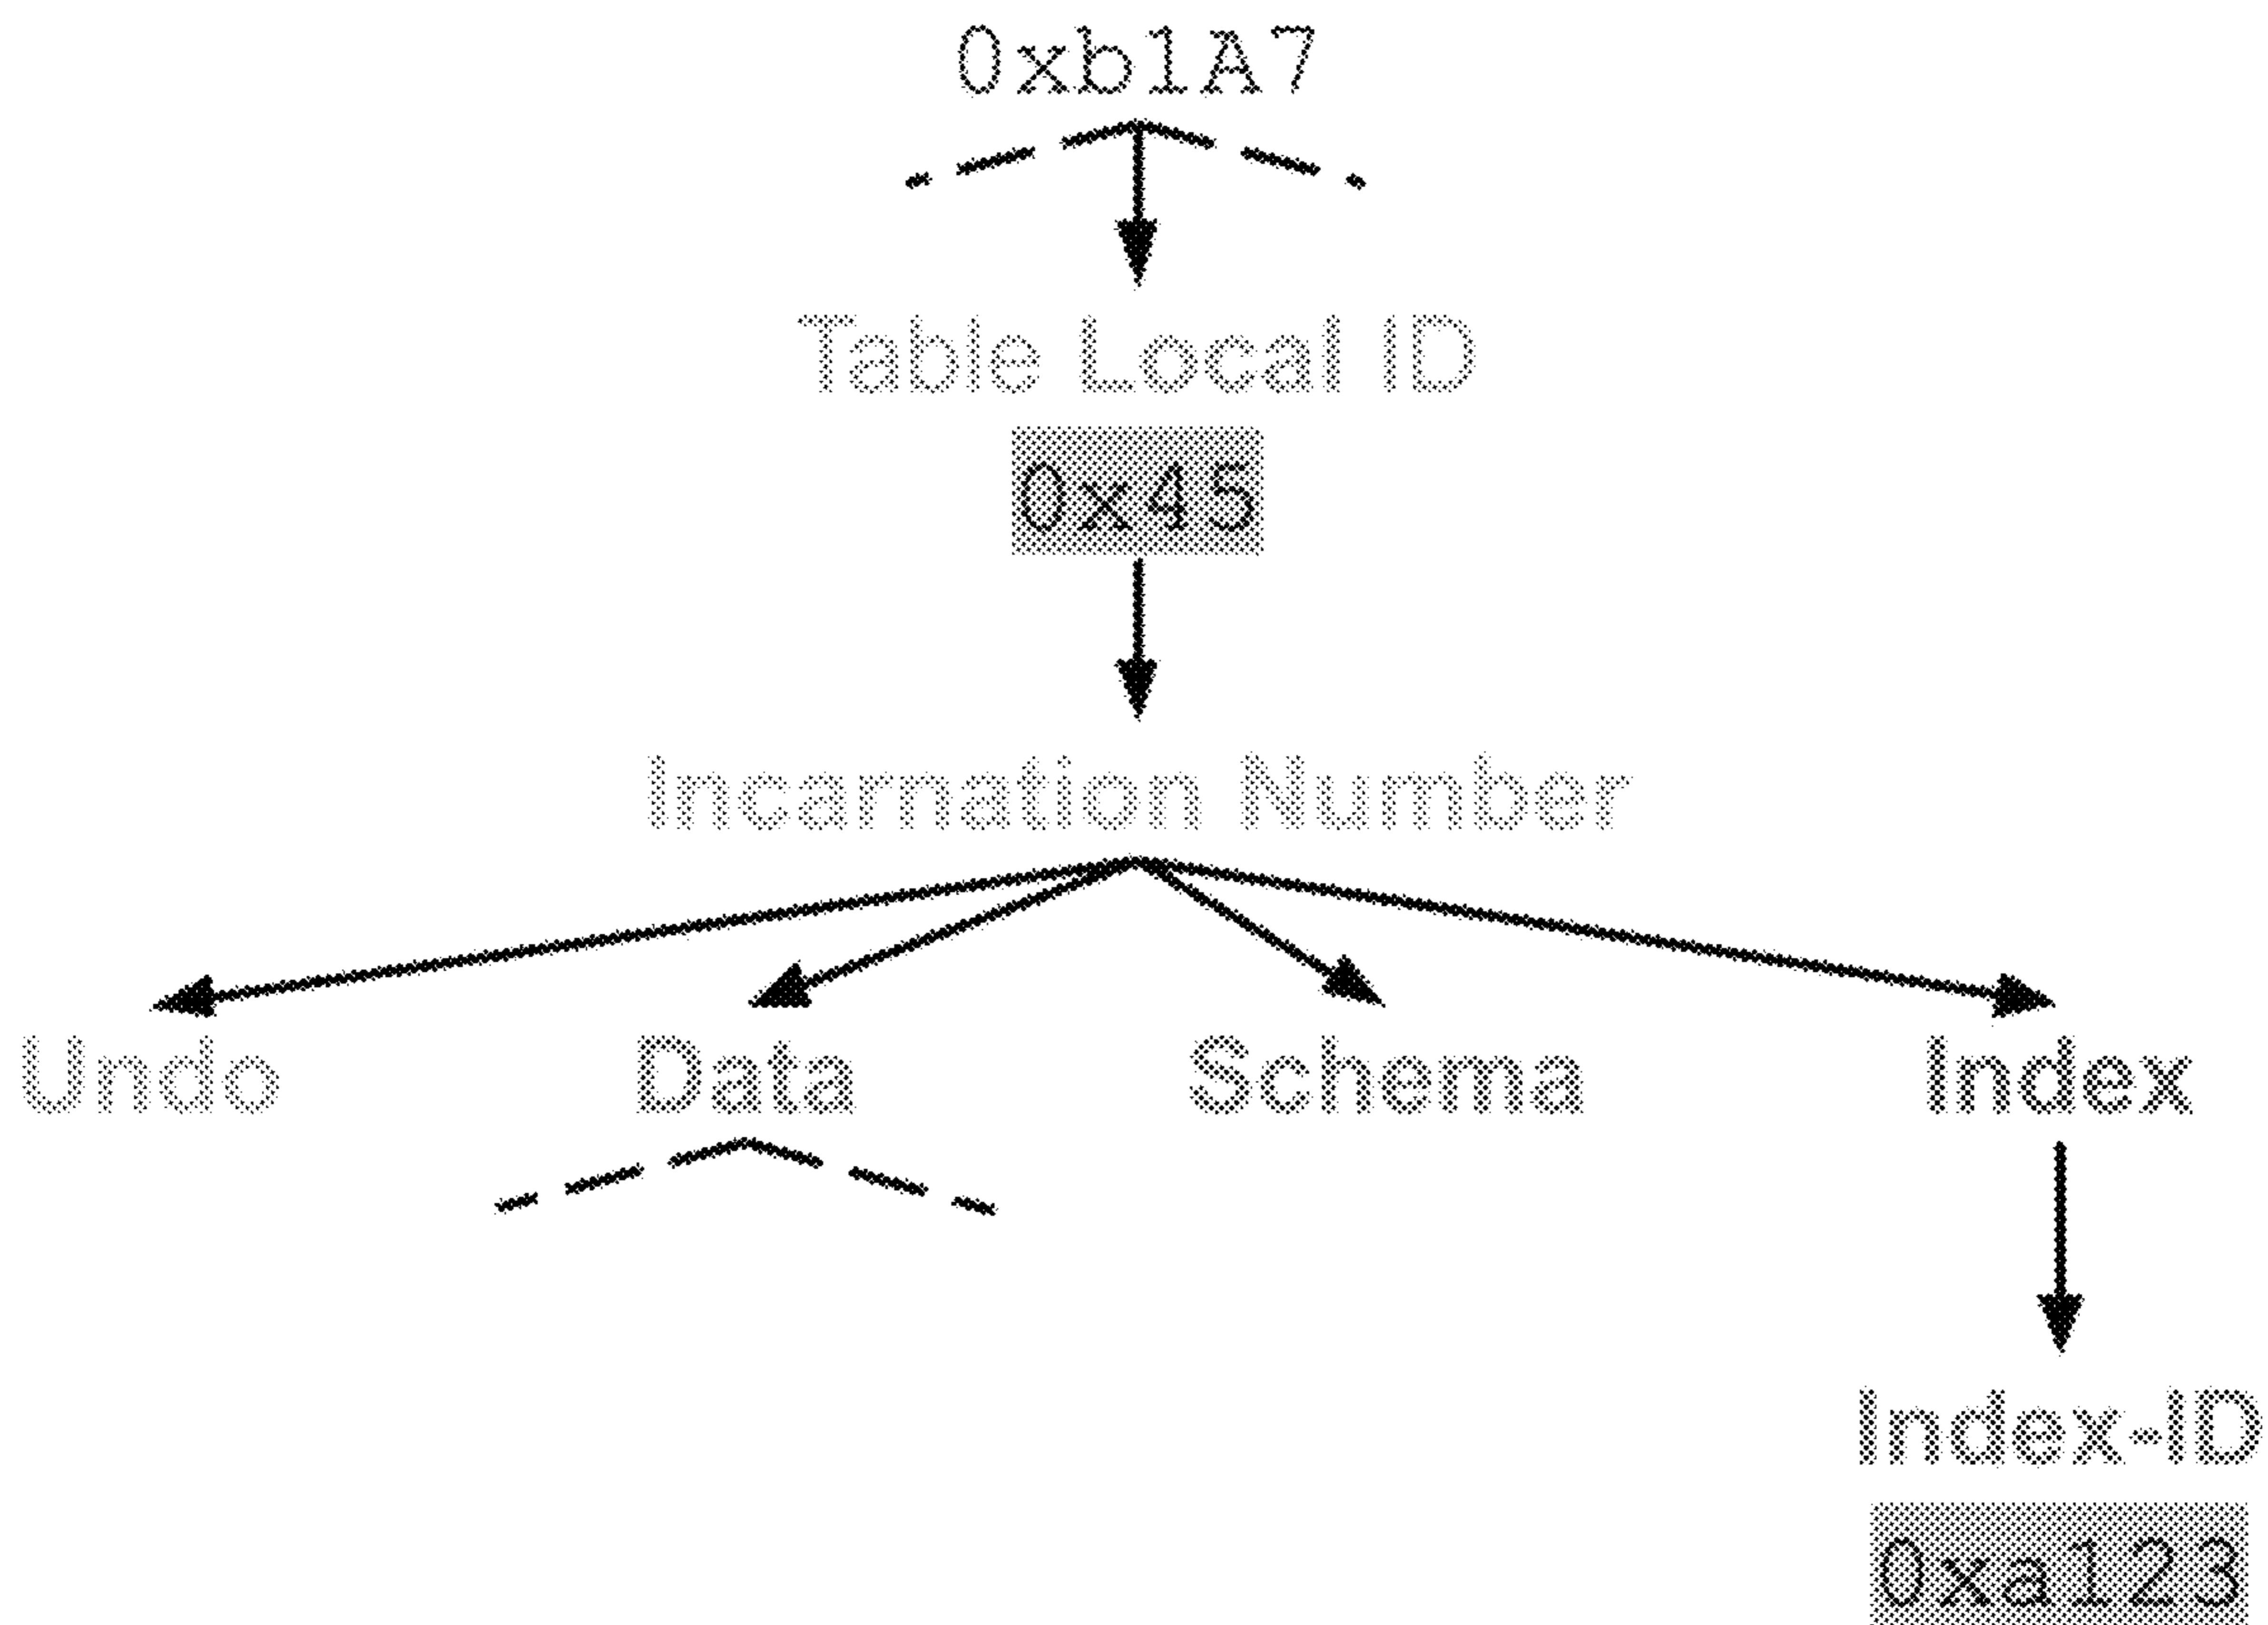 0xb1A7
Table Local ID
0x45
Incarnation Number
Undo Data Schema Index
Index-ID
0xa123